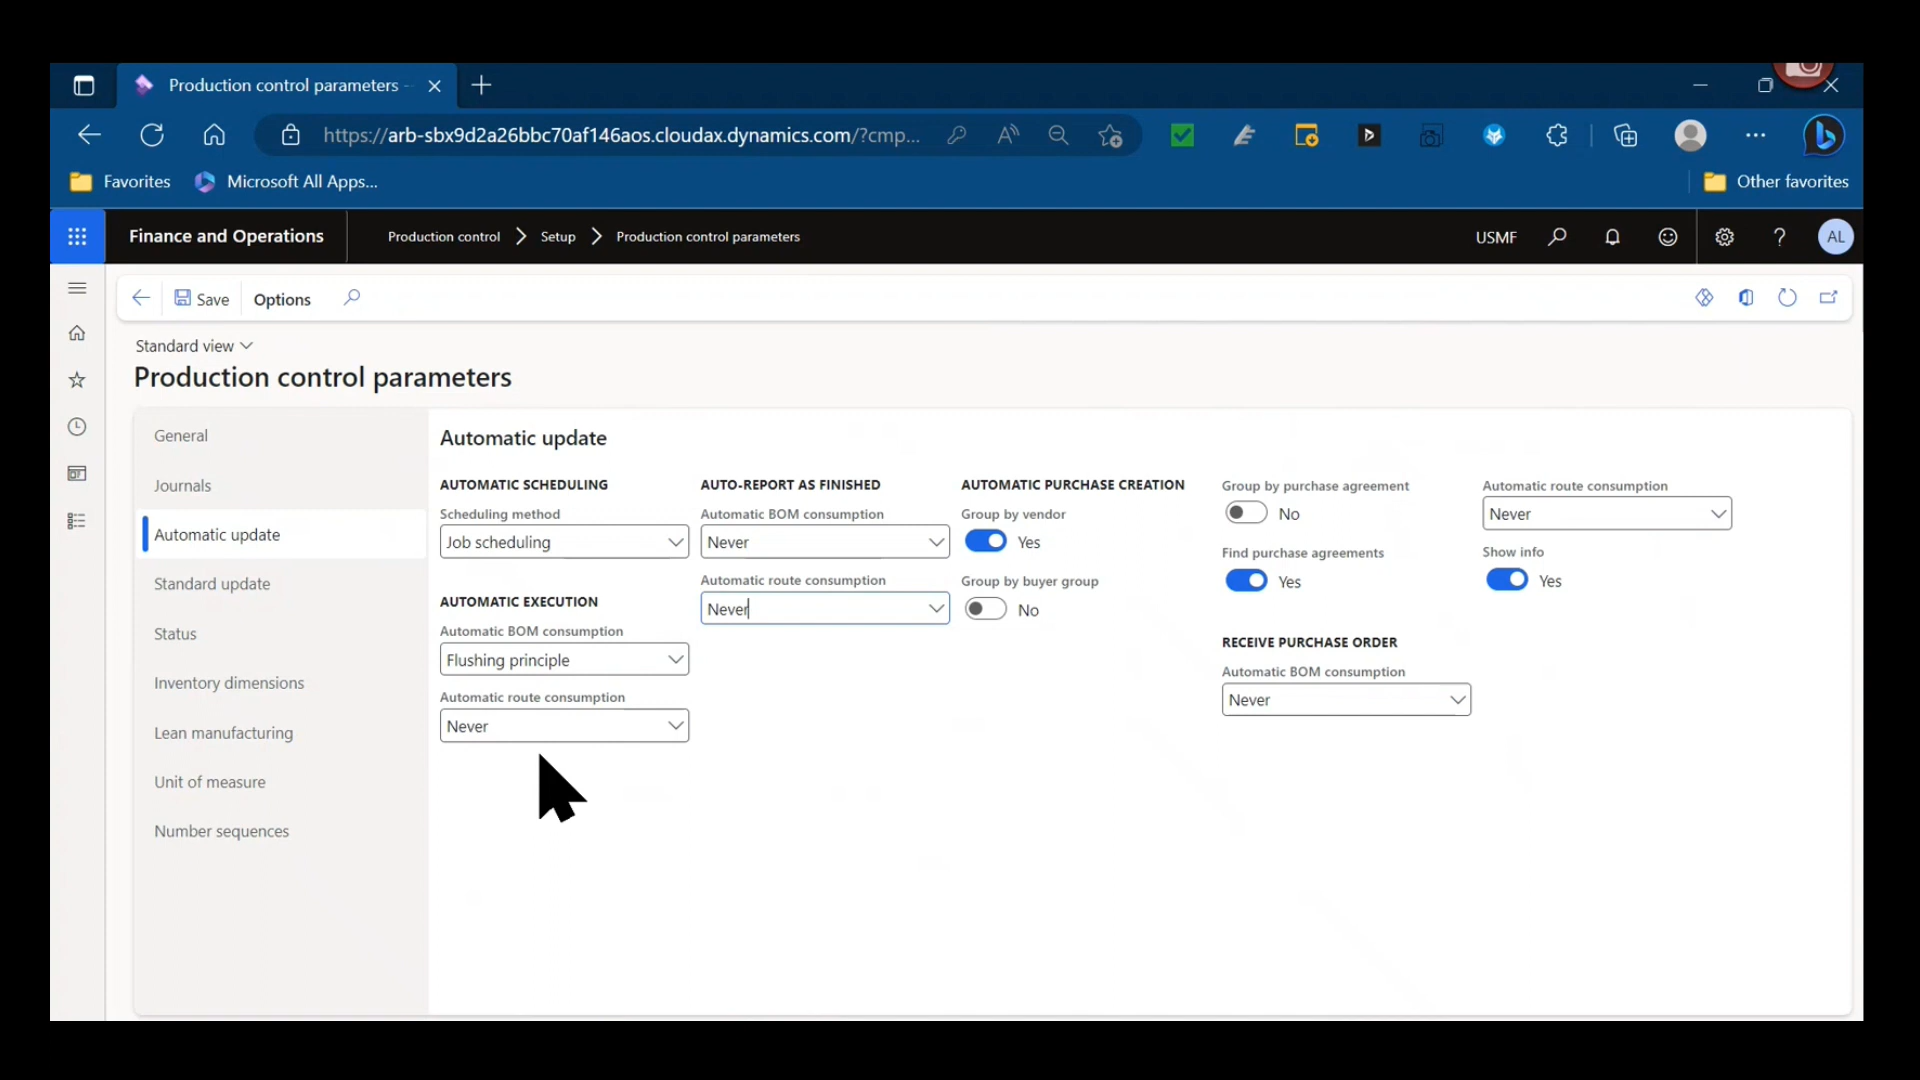 Production control parameters -
https://arb-sbx9d2a26bbc70af146aos.cloudax.dynamics.com/?cmp...
Favorites
Microsoft All Apps...
Other favorites
Finance and Operations
Production control
Setup
Production control parameters
USMF
AL
Save
Options
Standard view
Production control parameters
General
Journals
Automatic update
Standard update
Status
Inventory dimensions
Lean manufacturing
Unit of measure
Number sequences
Automatic update
AUTOMATIC SCHEDULING
Scheduling method
Job scheduling
AUTOMATIC EXECUTION
Automatic BOM consumption
Flushing principle
Automatic route consumption
Never
AUTO-REPORT AS FINISHED
Automatic BOM consumption
Never
Automatic route consumption
Never
AUTOMATIC PURCHASE CREATION
Group by vendor
Yes
Group by buyer group
No
Group by purchase agreement
No
Find purchase agreements
Yes
RECEIVE PURCHASE ORDER
Automatic BOM consumption
Never
Automatic route consumption
Never
Show info
Yes